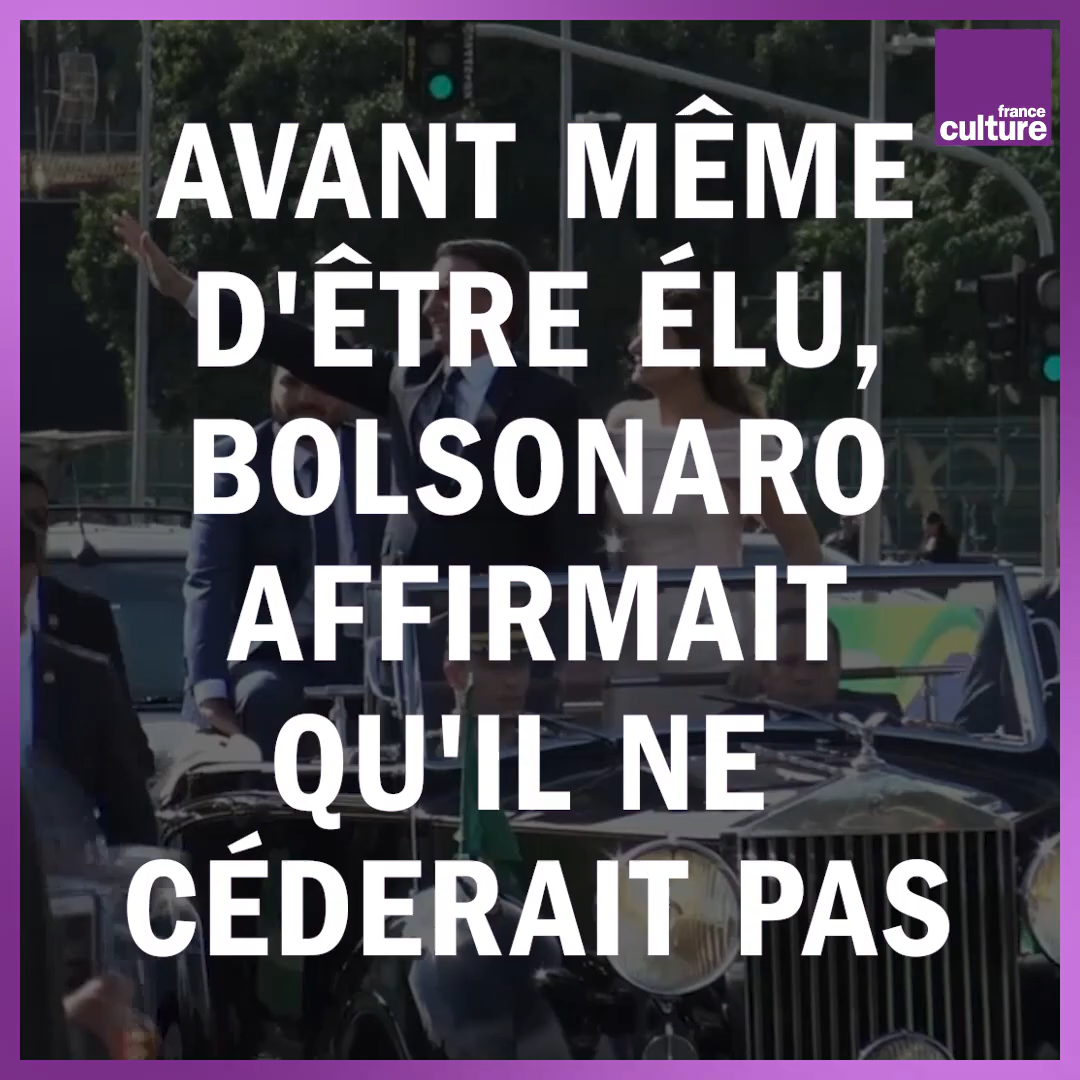 france
culture
AVANT MÊME
D'ÊTRE ÉLU,
BOLSONARO
AFFIRMAIT
QU'IL NE
CÉDERAIT PAS